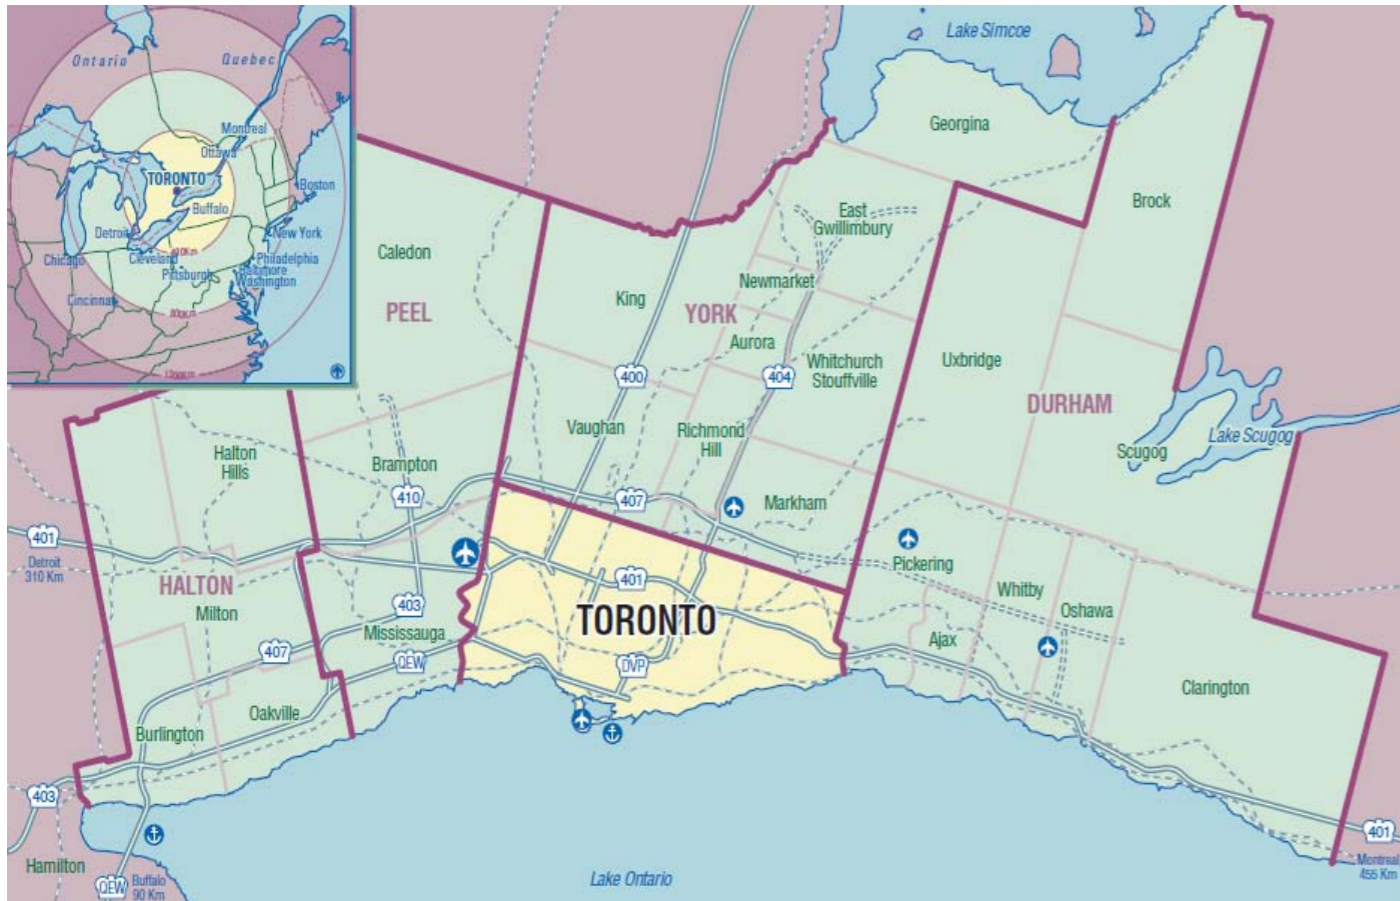 Ontario
Quebec
Montreal
Ottawa
TORONTO
Boston
Buffalo
Detroit
New York
400Km
Chicago
Cleveland
Philadelphia
Pittsburgh
Baltimore
Washington
Cincinnati
800Km
1200Km
Lake Simcoe
Georgina
Brock
East
Gwillimbury
Caledon
Newmarket
King
PEEL
YORK
Aurora
Whitchurch
Stouffville
Uxbridge
400
404
DURHAM
Vaughan
Richmond
Hill
Lake Scugog
Scugog
Halton
Hills
Brampton
410
407
Markham
401
Detroit
310 Km
Pickering
HALTON
401
Whitby
Oshawa
403
Milton
TORONTO
Mississauga
Ajax
407
QEW
DVP
Clarington
Oakville
Burlington
403
401
Hamilton
Montreal
455 Km
QEW
Buffalo
90 Km
Lake Ontario